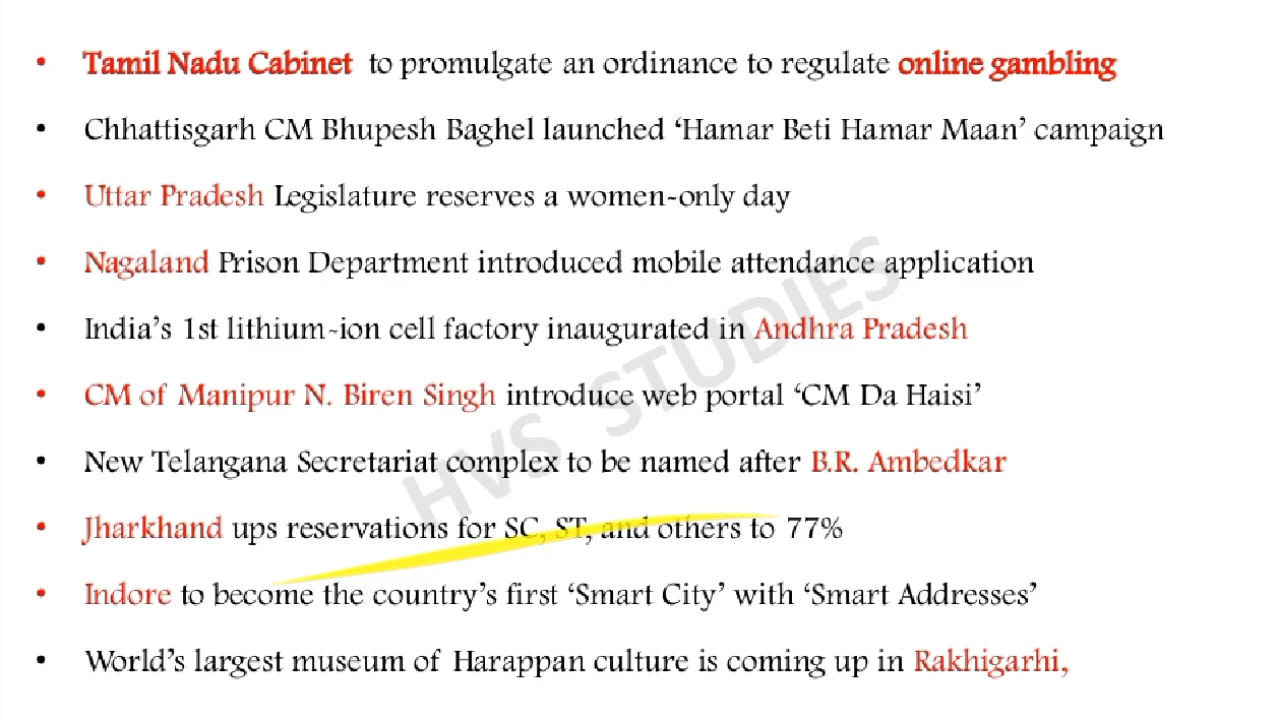 • Tamil Nadu Cabinet to promulgate an ordinance to regulate online gambling
• Chhattisgarh CM Bhupesh Baghel launched ‘Hamar Beti Hamar Maan’ campaign
• Uttar Pradesh Legislature reserves a women-only day
• Nagaland Prison Department introduced mobile attendance application
• India’s 1st lithium-ion cell factory inaugurated in Andhra Pradesh
• CM of Manipur N. Biren Singh introduce web portal ‘CM Da Haisi’
• New Telangana Secretariat complex to be named after B.R. Ambedkar
• Jharkhand ups reservations for SC, ST, and others to 77%
• Indore to become the country’s first ‘Smart City’ with ‘Smart Addresses’
• World’s largest museum of Harappan culture is coming up in Rakhigarhi,
HVS STUDIES